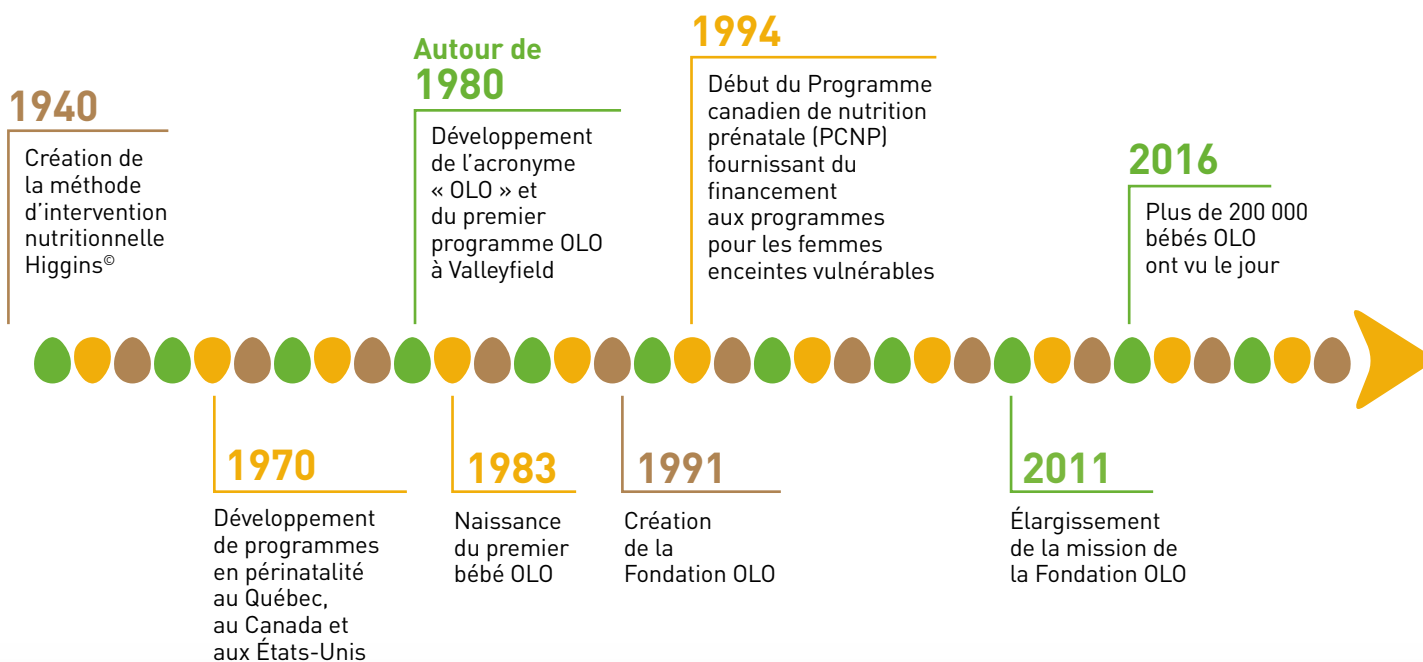 1940
Création de
la méthode
d’intervention
nutritionnelle
Higgins©
Autour de
1980
Développement
de l’acronyme
« OLO » et
du premier
programme OLO
à Valleyfield
1994
Début du Programme
canadien de nutrition
prénatale (PCNP)
fournissant du
financement
aux programmes
pour les femmes
enceintes vulnérables
2016
Plus de 200 000
bébés OLO
ont vu le jour
1970
Développement
de programmes
en périnatalité
au Québec,
au Canada et
aux États-Unis
1983
Naissance
du premier
bébé OLO
1991
Création
de la
Fondation OLO
2011
Élargissement
de la mission de
la Fondation OLO